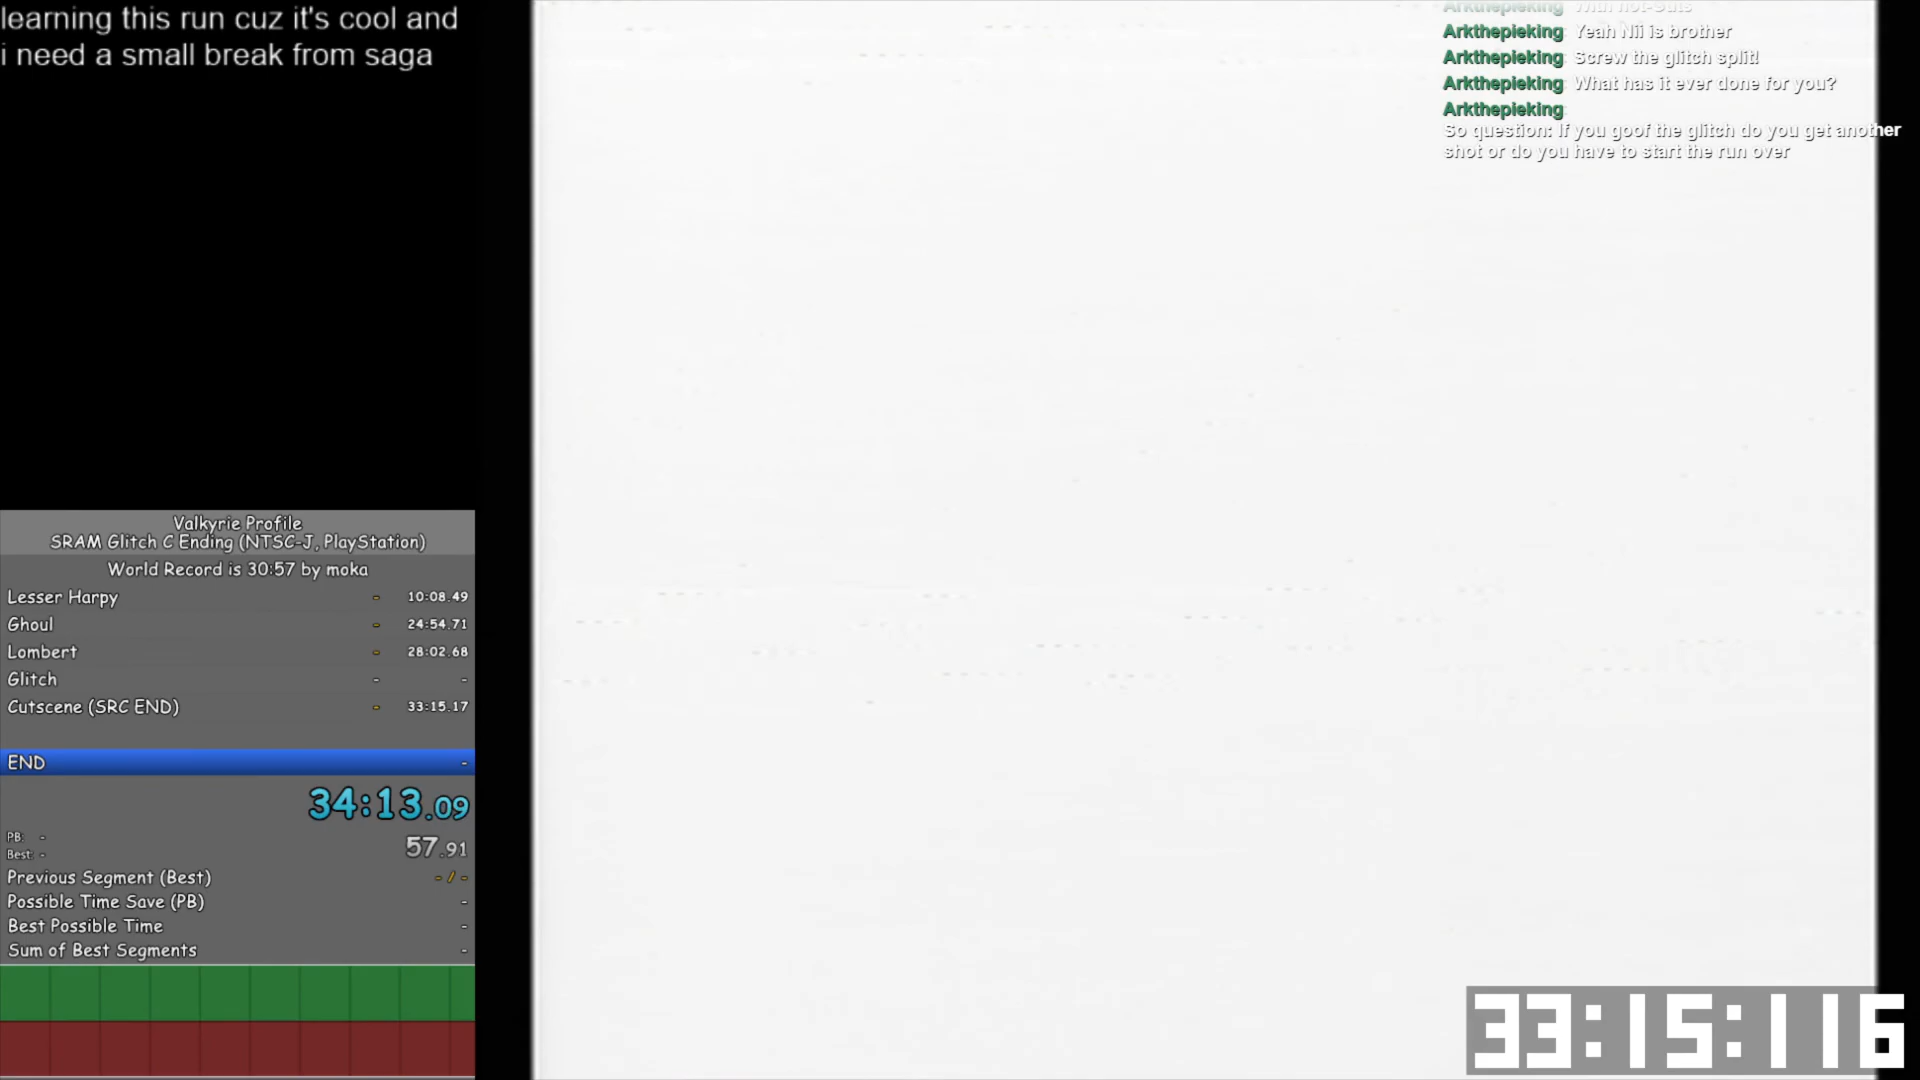 learning this run cuz it's cool and
i need a small break from saga
Arkthepieking With not-Suts
Arkthepieking Yeah Nii is brother
Arkthepieking Screw the glitch split!
Arkthepieking What has it ever done for you?
Arkthepieking
So question: If you goof the glitch do you get another
shot or do you have to start the run over
Valkyrie Profile
SRAM Glitch C Ending (NTSC-J, PlayStation)
World Record is 30:57 by moka
Lesser Harpy - 10:08.49
Ghoul - 24:54.71
Lombert - 28:02.68
Glitch - -
Cutscene (SRC END) - 33:15.17
END -
34:13.09
PB: -
Best: -
57.91
Previous Segment (Best) - / -
Possible Time Save (PB) -
Best Possible Time -
Sum of Best Segments -
33:15:116